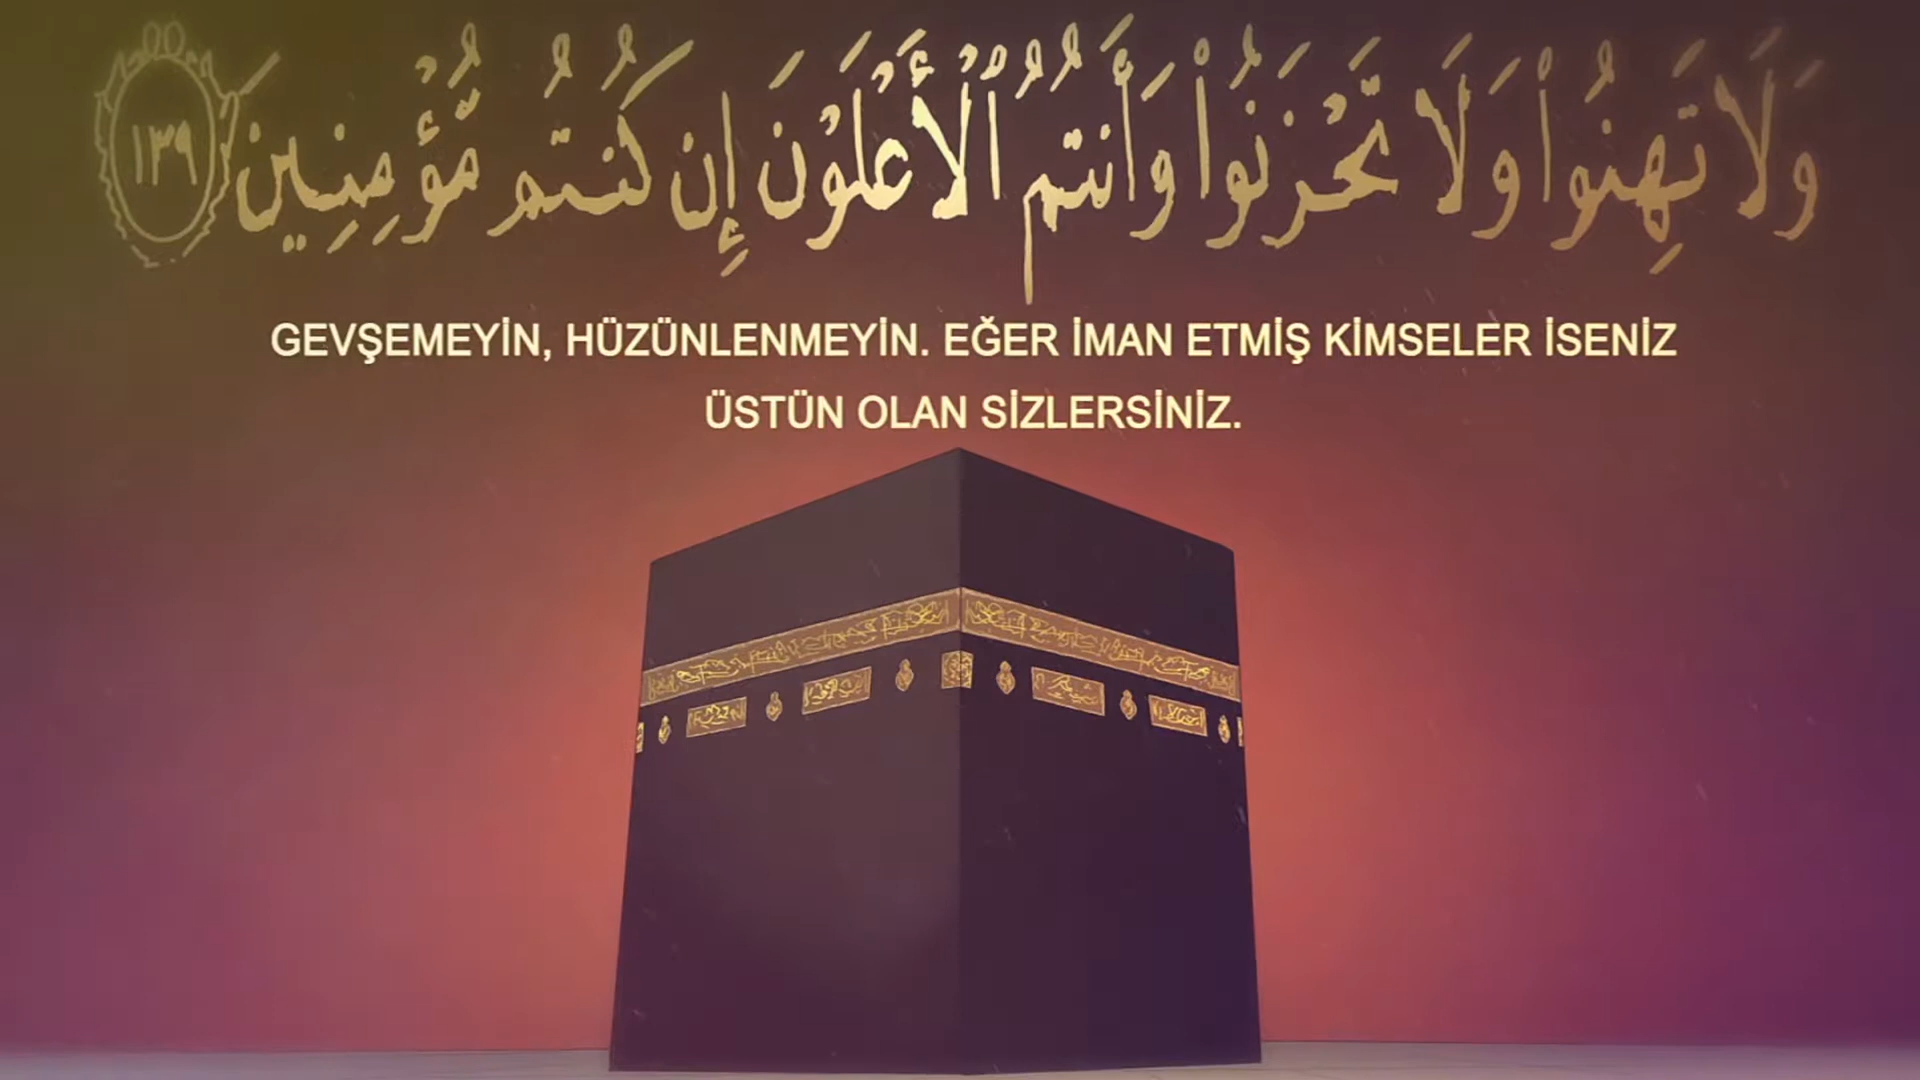 وَلَا تَهِنُوا۟ وَلَا تَحْزَنُوا۟ وَأَنتُمُ ٱلْأَعْلَوْنَ إِن كُنتُم مُّؤْمِنِينَ ١٣٩
GEVŞEMEYİN, HÜZÜNLENMEYİN. EĞER İMAN ETMİŞ KİMSELER İSENİZ
ÜSTÜN OLAN SİZLERSİNİZ.